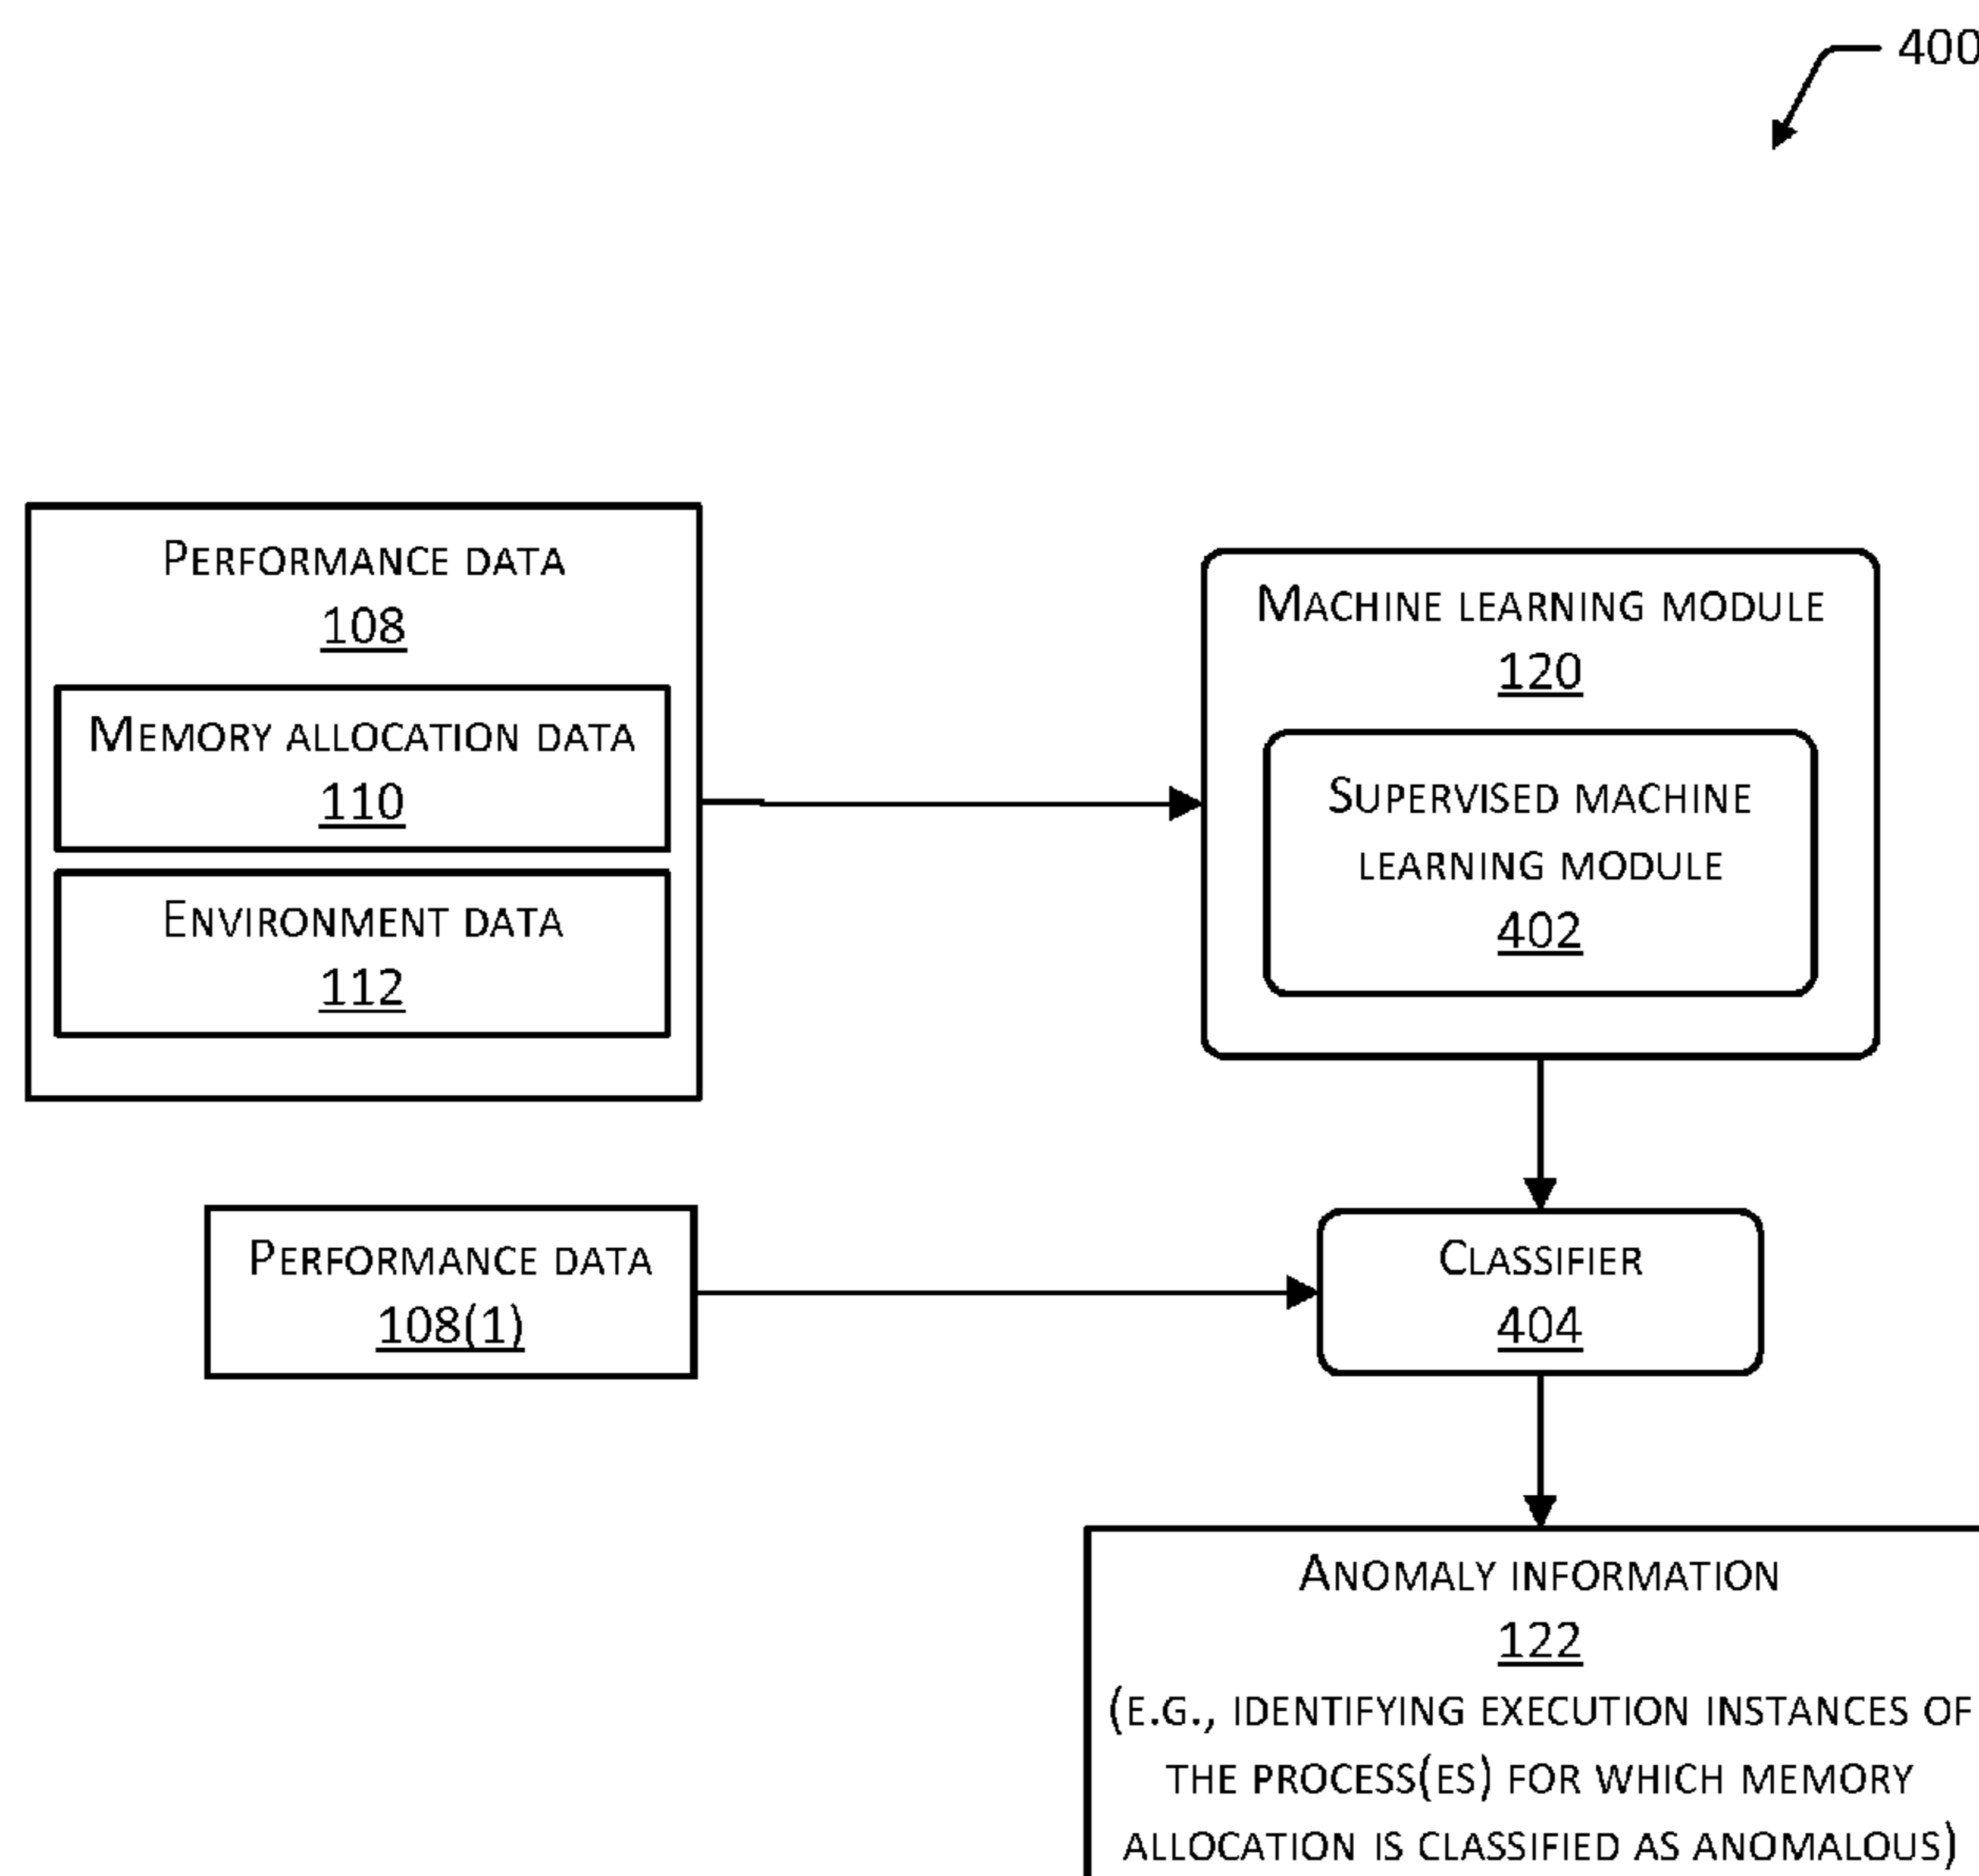 400
PERFORMANCE DATA
108
MEMORY ALLOCATION DATA
110
ENVIRONMENT DATA
112
MACHINE LEARNING MODULE
120
SUPERVISED MACHINE
LEARNING MODULE
402
PERFORMANCE DATA
108(1)
CLASSIFIER
404
ANOMALY INFORMATION
122
(E.G., IDENTIFYING EXECUTION INSTANCES OF
THE PROCESS(ES) FOR WHICH MEMORY
ALLOCATION IS CLASSIFIED AS ANOMALOUS)